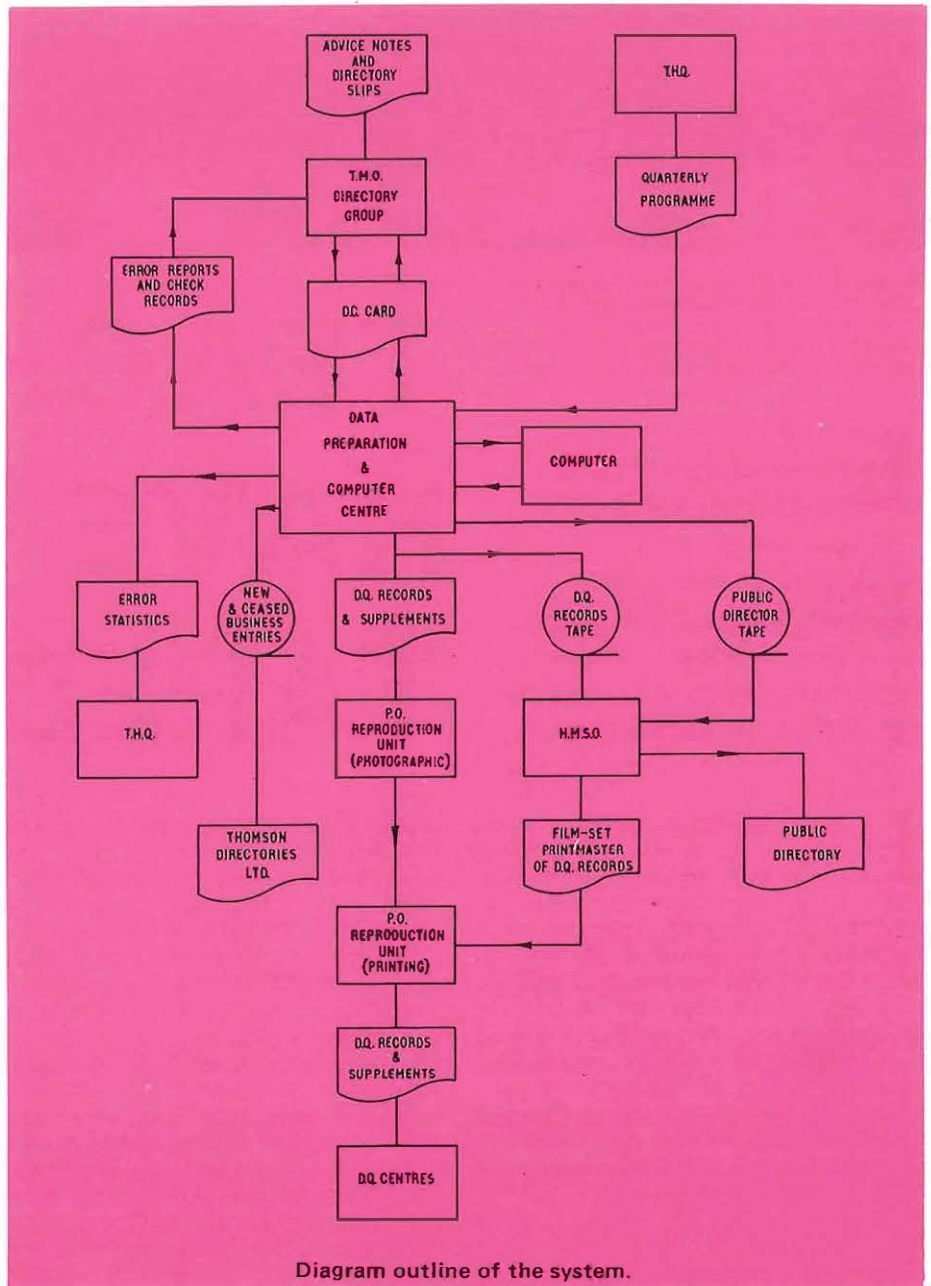 ADVICE NOTES
AND
DIRECTORY
SLIPS
T.H.Q.
T.M.O.
DIRECTORY
GROUP
QUARTERLY
PROGRAMME
ERROR REPORTS
AND CHECK
RECORDS
D.C. CARD
DATA
PREPARATION
&
COMPUTER
CENTRE
COMPUTER
ERROR
STATISTICS
NEW
& CEASED
BUSINESS
ENTRIES
D.Q. RECORDS
& SUPPLEMENTS
D.Q.
RECORDS
TAPE
PUBLIC
DIRECTOR
TAPE
T.H.Q.
P.O.
REPRODUCTION
UNIT
(PHOTOGRAPHIC)
H.M.S.O.
THOMSON
DIRECTORIES
LTD.
FILM-SET
PRINTMASTER
OF D.Q. RECORDS
PUBLIC
DIRECTORY
P.O.
REPRODUCTION
UNIT
(PRINTING)
D.Q. RECORDS
&
SUPPLEMENTS
D.Q. CENTRES
Diagram outline of the system.